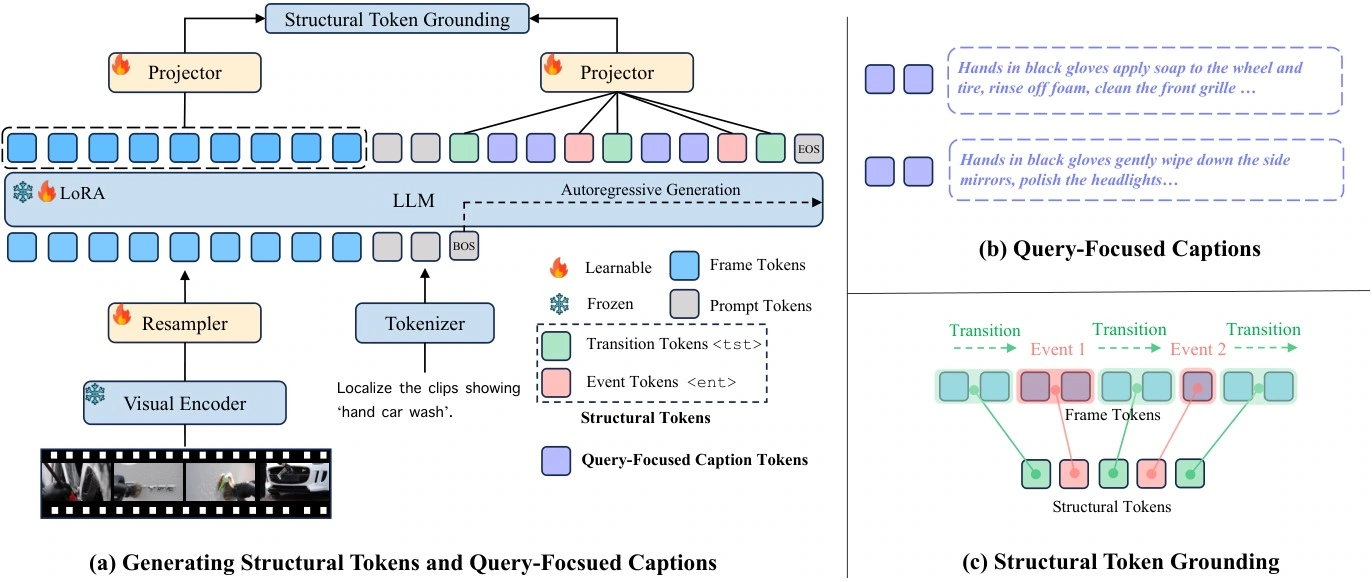 Structural Token Grounding
Projector
Projector
EOS
LoRA
LLM
Autoregressive Generation
BOS
Resampler
Tokenizer
Visual Encoder
Localize the clips showing
‘hand car wash’.
Learnable
Frame Tokens
Frozen
Prompt Tokens
Transition Tokens <tst>
Event Tokens <ent>
Structural Tokens
Query-Focused Caption Tokens
(a) Generating Structural Tokens and Query-Focsued Captions
Hands in black gloves apply soap to the wheel and
tire, rinse off foam, clean the front grille …
Hands in black gloves gently wipe down the side
mirrors, polish the headlights…
(b) Query-Focused Captions
Transition
Transition
Transition
Event 1
Event 2
Frame Tokens
Structural Tokens
(c) Structural Token Grounding